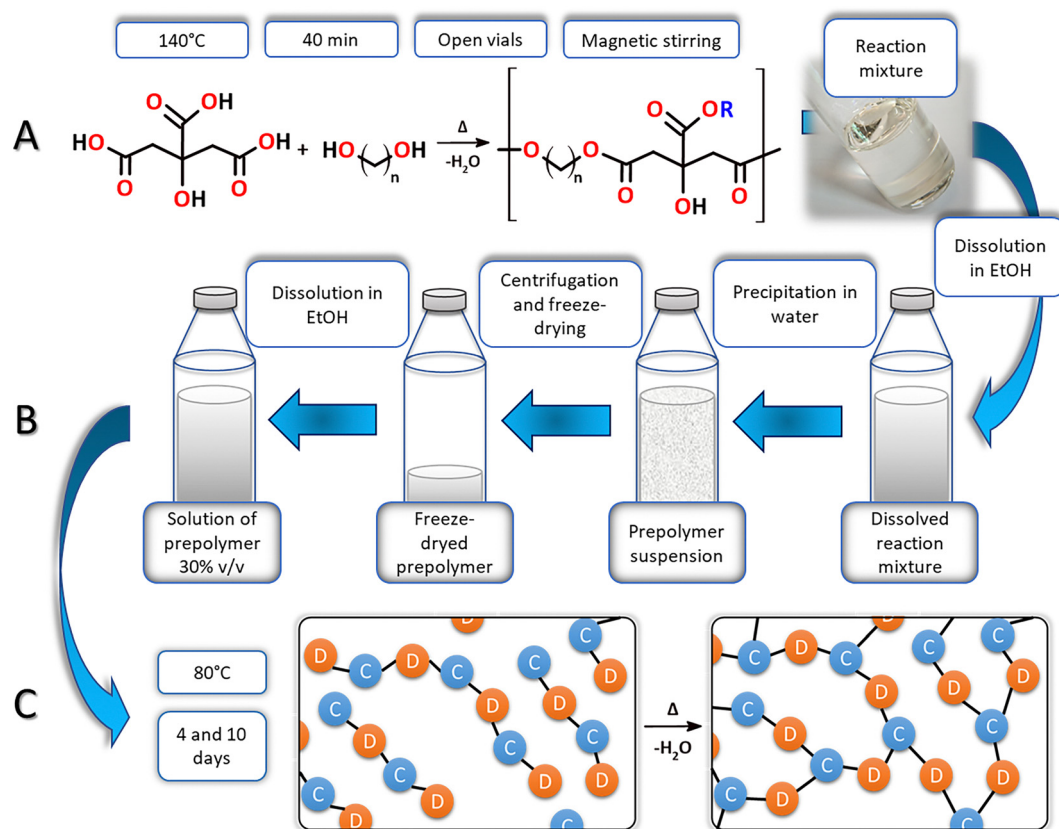 140°C
40 min
Open vials
Magnetic stirring
Reaction
mixture
A
HO
O
O
OH
OH
O
OH
+
HO
OH
n
Δ
-H₂O
O
O
n
O
O
OR
OH
O
Dissolution
in EtOH
B
Dissolution in
EtOH
Centrifugation
and freeze-
drying
Precipitation in
water
Solution of
prepolymer
30% v/v
Freeze-
dryed
prepolymer
Prepolymer
suspension
Dissolved
reaction
mixture
C
80°C
4 and 10
days
D
D
C
D
C
D
C
D
C
D
C
D
C
D
C
D
C
D
D
C
D
C
Δ
-H₂O
D
C
D
C
D
C
D
C
D
C
D
C
D
C
D
C
D
D
C
D
C